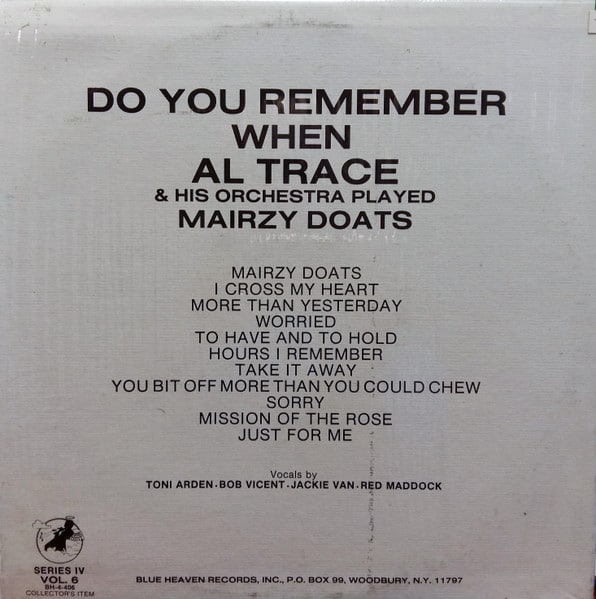 DO YOU REMEMBER
WHEN
AL TRACE
& HIS ORCHESTRA PLAYED
MAIRZY DOATS
MAIRZY DOATS
I CROSS MY HEART
MORE THAN YESTERDAY
WORRIED
TO HAVE AND TO HOLD
HOURS I REMEMBER
TAKE IT AWAY
YOU BIT OFF MORE THAN YOU COULD CHEW
SORRY
MISSION OF THE ROSE
JUST FOR ME
Vocals by
TONI ARDEN-BOB VICENT-JACKIE VAN-RED MADDOCK
SERIES IV
VOL. 6
BH-4-406
COLLECTOR'S ITEM
BLUE HEAVEN RECORDS, INC., P.O. BOX 99, WOODBURY, N.Y. 11797